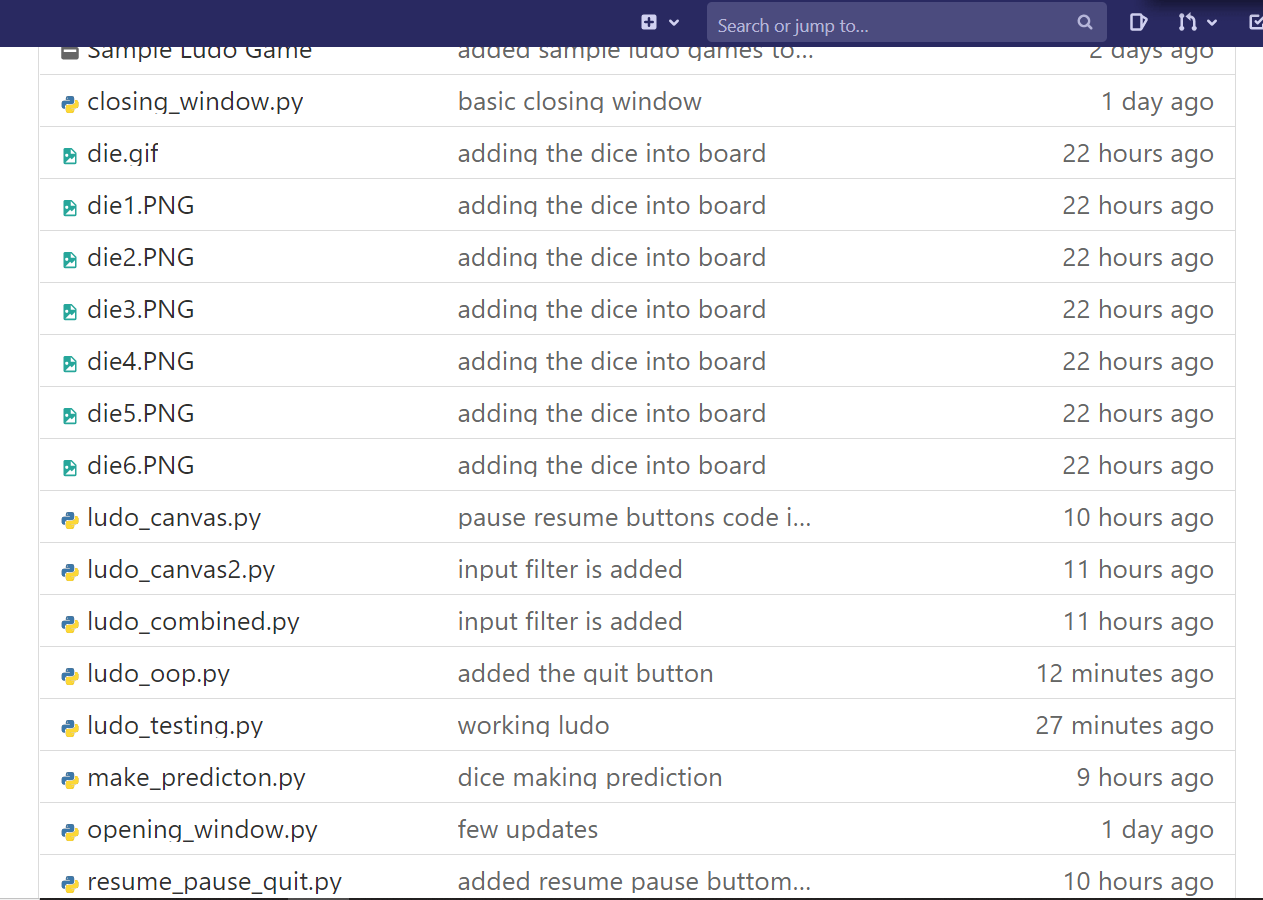 Search or jump to...
Sample Ludo Game added sample ludo games to... 2 days ago
closing_window.py basic closing window 1 day ago
die.gif adding the dice into board 22 hours ago
die1.PNG adding the dice into board 22 hours ago
die2.PNG adding the dice into board 22 hours ago
die3.PNG adding the dice into board 22 hours ago
die4.PNG adding the dice into board 22 hours ago
die5.PNG adding the dice into board 22 hours ago
die6.PNG adding the dice into board 22 hours ago
ludo_canvas.py pause resume buttons code i... 10 hours ago
ludo_canvas2.py input filter is added 11 hours ago
ludo_combined.py input filter is added 11 hours ago
ludo_oop.py added the quit button 12 minutes ago
ludo_testing.py working ludo 27 minutes ago
make_predicton.py dice making prediction 9 hours ago
opening_window.py few updates 1 day ago
resume_pause_quit.py added resume pause buttom... 10 hours ago